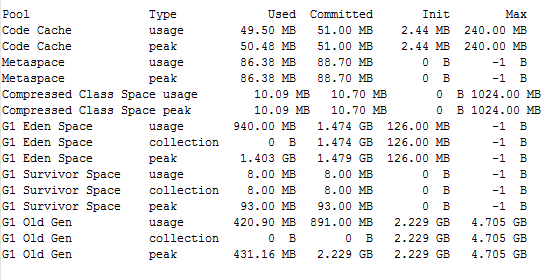 Pool Type Used Committed Init Max
Code Cache usage 49.50 MB 51.00 MB 2.44 MB 240.00 MB
Code Cache peak 50.48 MB 51.00 MB 2.44 MB 240.00 MB
Metaspace usage 86.38 MB 88.70 MB 0 B -1 B
Metaspace peak 86.38 MB 88.70 MB 0 B -1 B
Compressed Class Space usage 10.09 MB 10.70 MB 0 B 1024.00 MB
Compressed Class Space peak 10.09 MB 10.70 MB 0 B 1024.00 MB
G1 Eden Space usage 940.00 MB 1.474 GB 126.00 MB -1 B
G1 Eden Space collection 0 B 1.474 GB 126.00 MB -1 B
G1 Eden Space peak 1.403 GB 1.479 GB 126.00 MB -1 B
G1 Survivor Space usage 8.00 MB 8.00 MB 0 B -1 B
G1 Survivor Space collection 8.00 MB 8.00 MB 0 B -1 B
G1 Survivor Space peak 93.00 MB 93.00 MB 0 B -1 B
G1 Old Gen usage 420.90 MB 891.00 MB 2.229 GB 4.705 GB
G1 Old Gen collection 0 B 0 B 2.229 GB 4.705 GB
G1 Old Gen peak 431.16 MB 2.229 GB 2.229 GB 4.705 GB